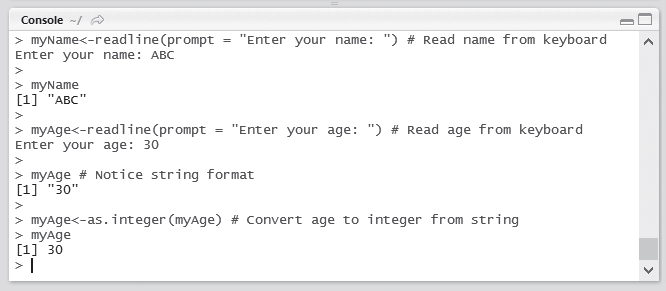 Console ~/
> myName<-readline(prompt = "Enter your name: ") # Read name from keyboard
Enter your name: ABC
>
> myName
[1] "ABC"
>
> myAge<-readline(prompt = "Enter your age: ") # Read age from keyboard
Enter your age: 30
>
> myAge # Notice string format
[1] "30"
>
> myAge<-as.integer(myAge) # Convert age to integer from string
> myAge
[1] 30
>